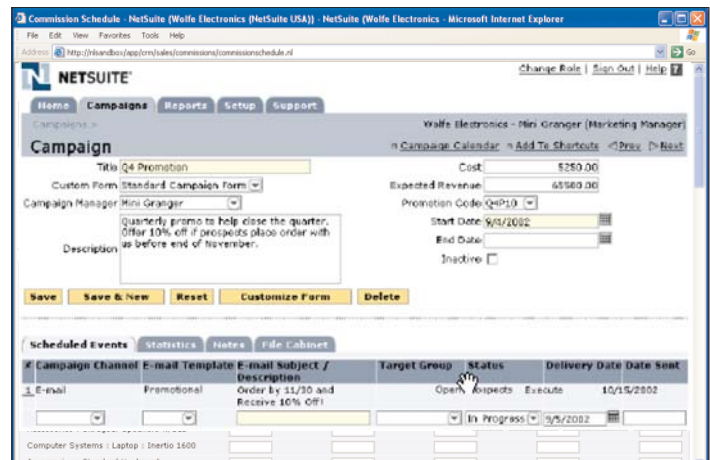 Commission Schedule - NetSuite (Wolfe Electronics (NetSuite USA)) - NetSuite (Wolfe Electronics - Microsoft Internet Explorer
File Edit View Favorites Tools Help
Address http://nlsandbox/app/crm/sales/commissions/commissionschedule.nl Go
NETSUITE
Change Role | Sign Out | Help ?
Home Campaigns Reports Setup Support
Campaigns > Wolfe Electronics - Mini Granger (Marketing Manager)
Campaign Campaign Calendar Add To Shortcuts Prev Next
Title Q4 Promotion Cost 5250.00
Custom Form Standard Campaign Form Expected Revenue 65500.00
Campaign Manager Mini Granger Promotion Code Q4P10
Description Quarterly promo to help close the quarter. Start Date 9/4/2002
Offer 10% off if prospects place order with End Date
us before end of November. Inactive
Save Save & New Reset Customize Form Delete
Scheduled Events Statistics Notes File Cabinet
# Campaign Channel E-mail Template E-mail Subject / Target Group Status Delivery Date Date Sent
Description
1 E-mail Promotional Order by 11/30 and Open Prospects Execute 10/15/2002
Receive 10% Off!
In Progress 9/5/2002
Computer Systems : Laptop : Inertio 1600